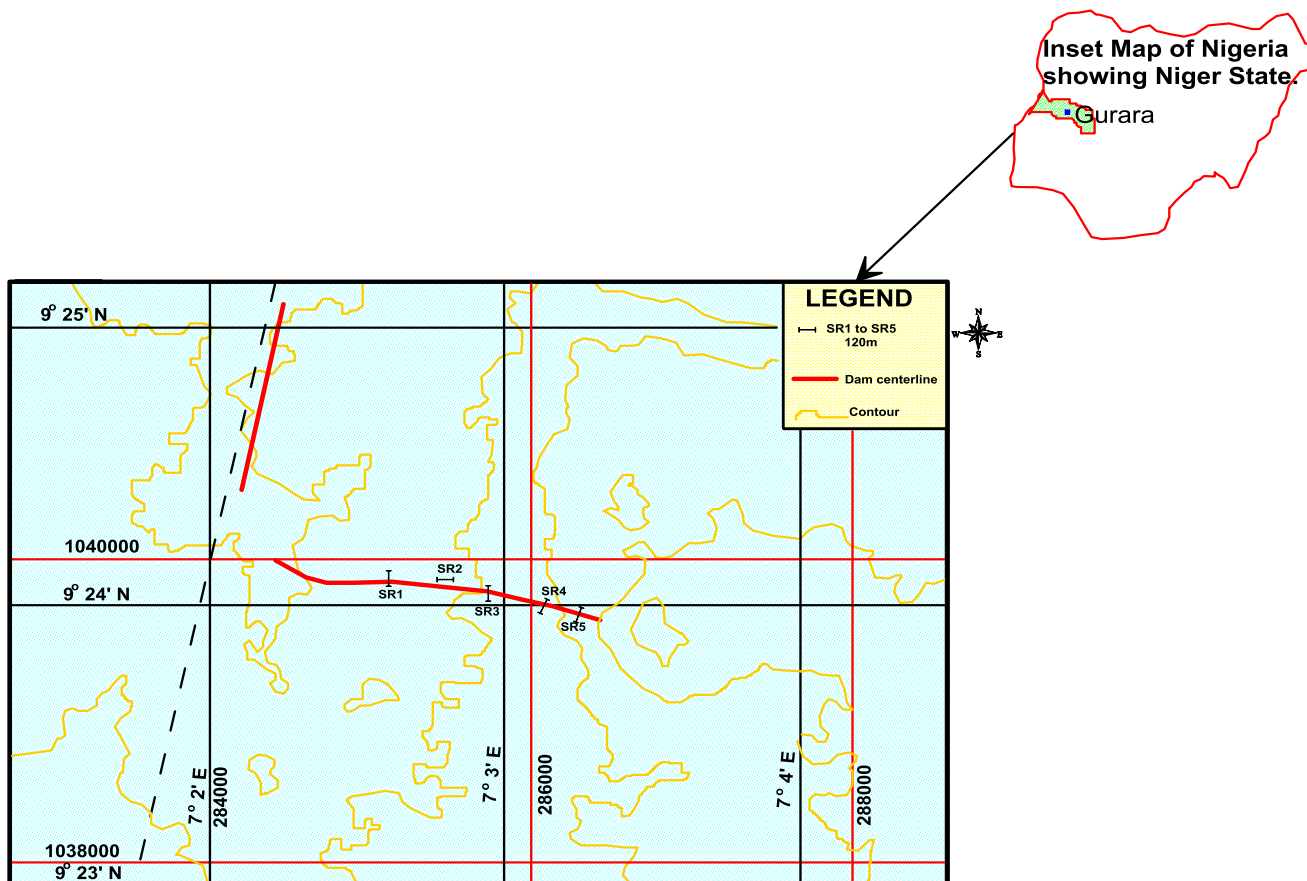 Inset Map of Nigeria
showing Niger State.
Gurara
LEGEND
SR1 to SR5
120m
Dam centerline
Contour
N
W E
S
9° 25' N
1040000
9° 24' N
SR1
SR2
SR3
SR4
SR5
7° 2' E
284000
7° 3' E
286000
7° 4' E
288000
1038000
9° 23' N